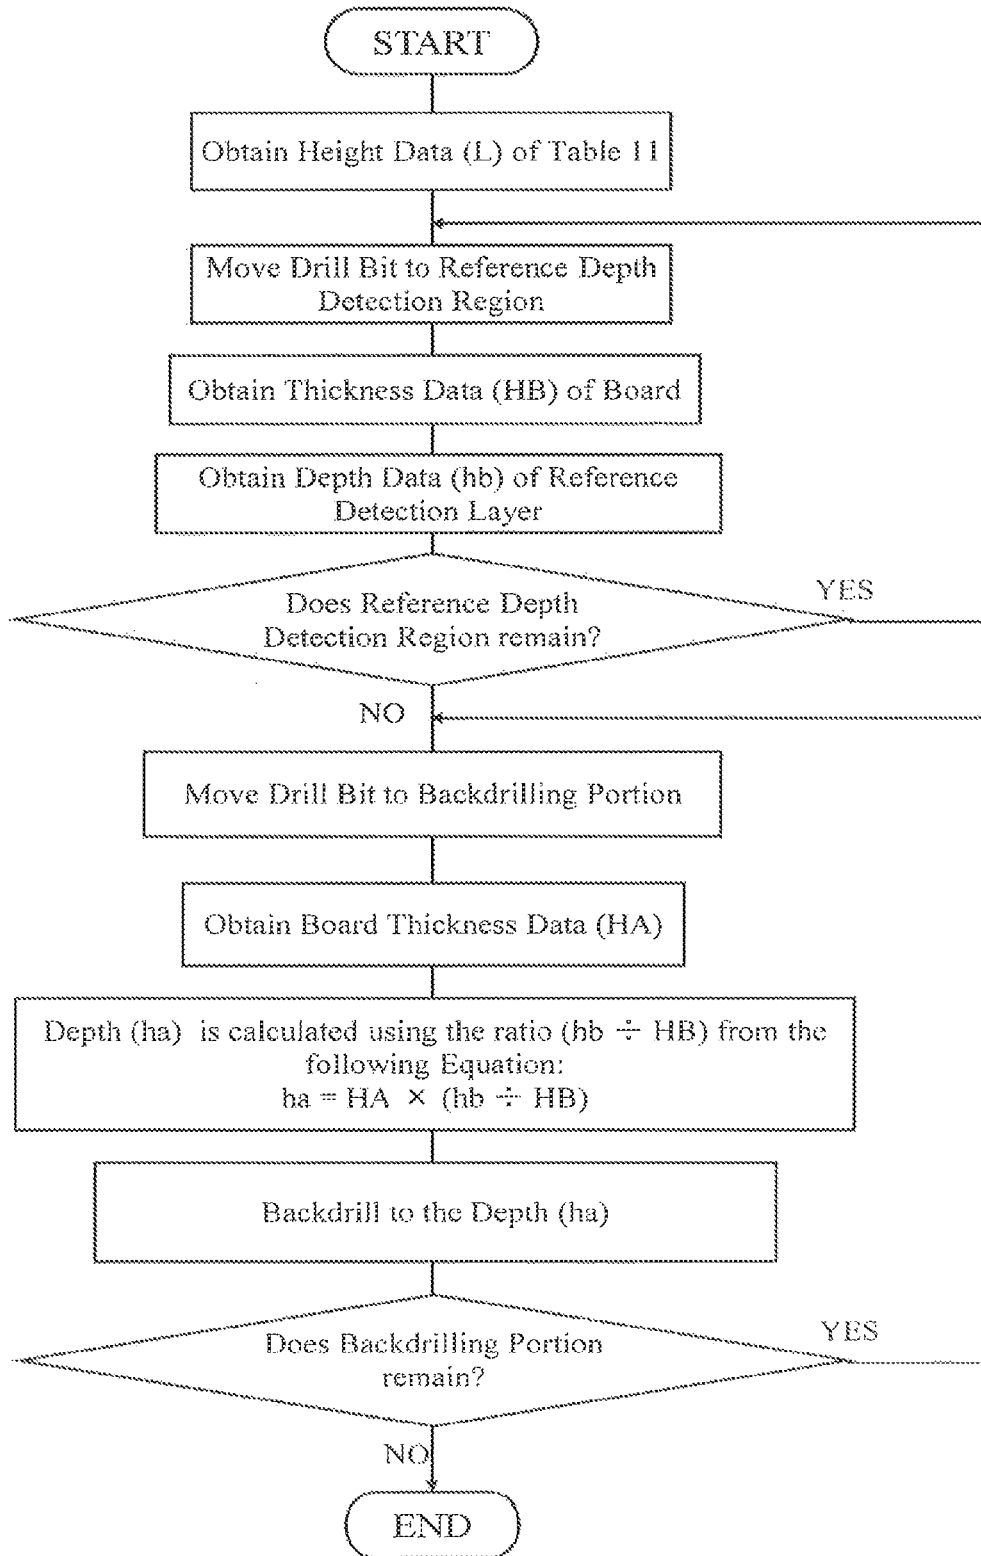 START
Obtain Height Data (L) of Table 11
Move Drill Bit to Reference Depth
Detection Region
Obtain Thickness Data (HB) of Board
Obtain Depth Data (hb) of Reference
Detection Layer
Does Reference Depth
Detection Region remain?
YES
NO
Move Drill Bit to Backdrilling Portion
Obtain Board Thickness Data (HA)
Depth (ha) is calculated using the ratio (hb ÷ HB) from the
following Equation:
ha = HA × (hb ÷ HB)
Backdrill to the Depth (ha)
Does Backdrilling Portion
remain?
YES
NO
END